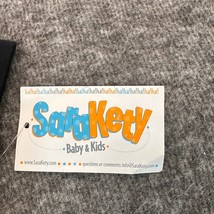 SaraKety
• Baby & Kids •
www.SaraKety.com
questions or comments: info@SaraKety.com